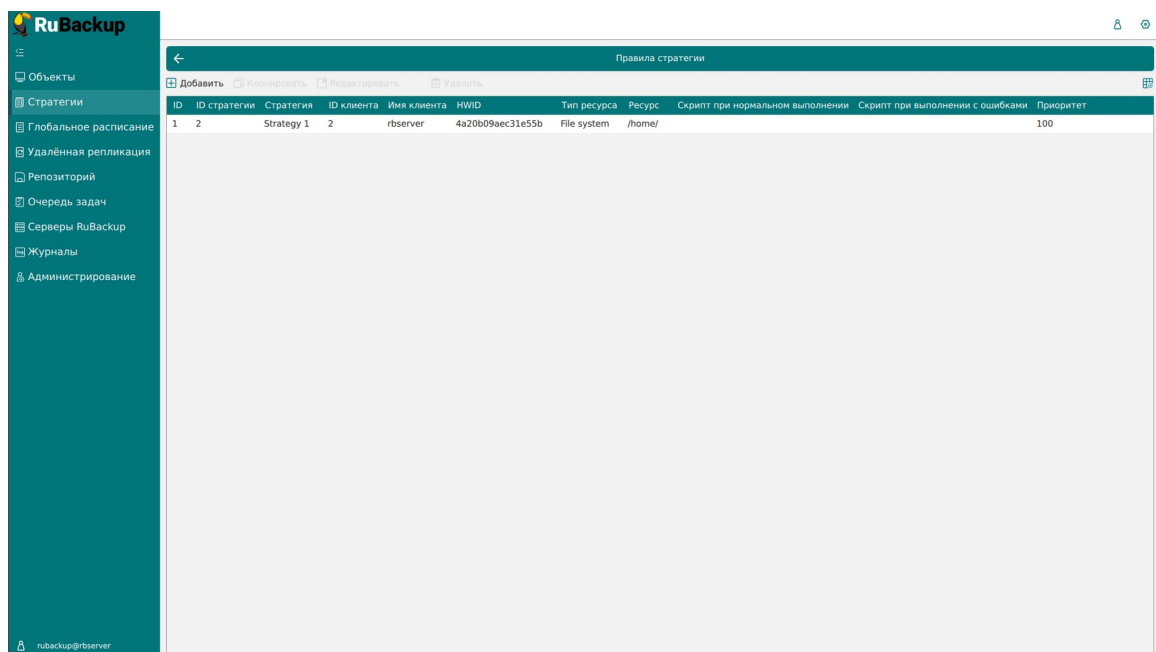 RuBackup
Правила стратегии
Объекты
Стратегии
Глобальное расписание
Удалённая репликация
Репозиторий
Очередь задач
Серверы RuBackup
Журналы
Администрирование
rubackup@rbserver
Добавить Клонировать Редактировать Удалить
ID ID стратегии Стратегия ID клиента Имя клиента HWID Тип ресурса Ресурс Скрипт при нормальном выполнении Скрипт при выполнении с ошибками Приоритет
1 2 Strategy 1 2 rbserver 4a20b09aec31e55b File system /home/ 100